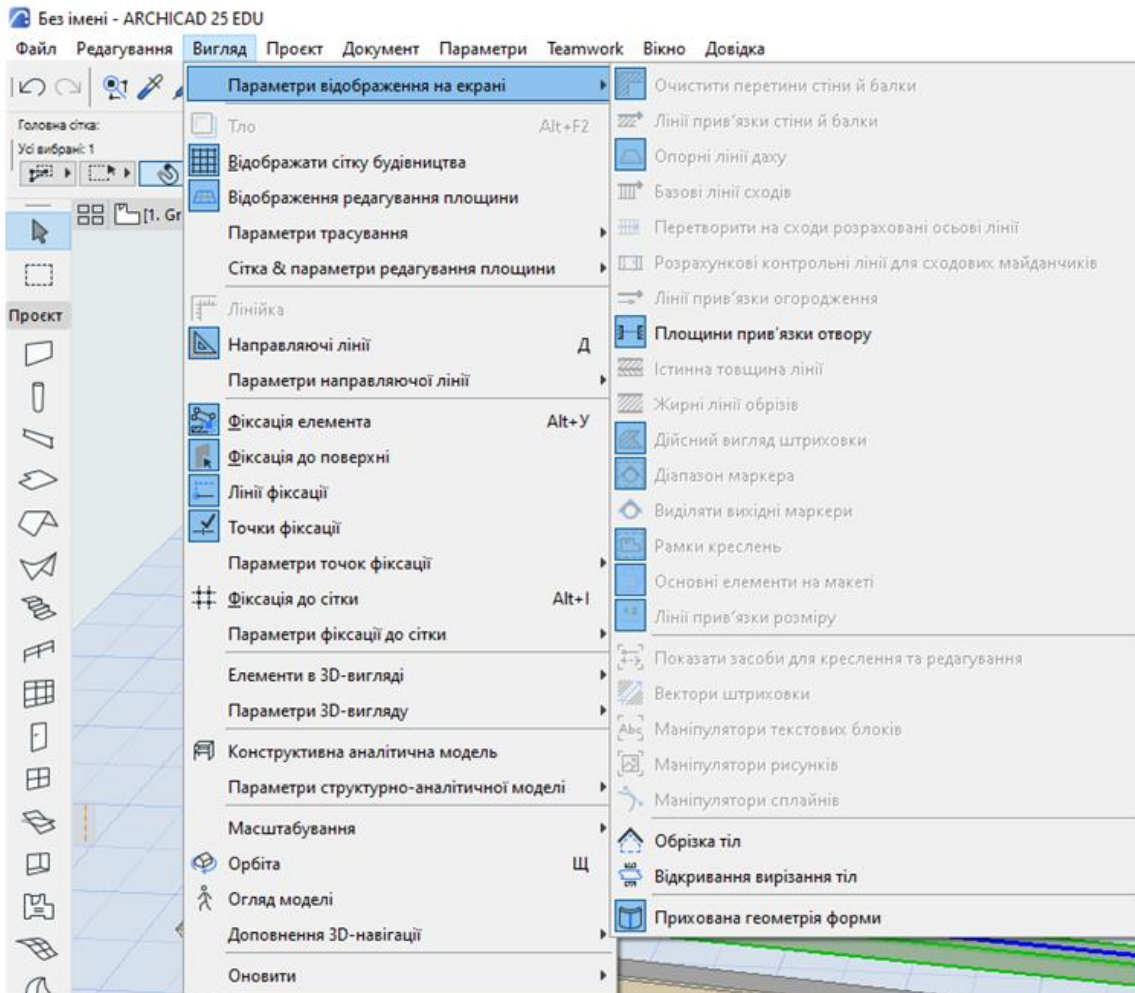 Без імені - ARCHICAD 25 EDU
Файл Редагування Вигляд Проєкт Документ Параметри Teamwork Вікно Довідка
Головна сітка:
Усі вибрані: 1
[1. Gr
Проєкт
Параметри відображення на екрані
Тло Alt+F2
Відображати сітку будівництва
Відображення редагування площини
Параметри трасування
Сітка & параметри редагування площини
Лінійка
Направляючі лінії Д
Параметри направляючої лінії
Фіксація елемента Alt+У
Фіксація до поверхні
Лінії фіксації
Точки фіксації
Параметри точок фіксації
Фіксація до сітки Alt+І
Параметри фіксації до сітки
Елементи в 3D-вигляді
Параметри 3D-вигляду
Конструктивна аналітична модель
Параметри структурно-аналітичної моделі
Масштабування
Орбіта Щ
Огляд моделі
Доповнення 3D-навігації
Оновити
Очистити перетини стіни й балки
Лінії прив'язки стіни й балки
Опорні лінії даху
Базові лінії сходів
Перетворити на сходи розраховані осьові лінії
Розрахункові контрольні лінії для сходових майданчиків
Лінії прив'язки огородження
Площини прив'язки отвору
Істинна товщина лінії
Жирні лінії обрізів
Дійсний вигляд штриховки
Діапазон маркера
Виділяти вихідні маркери
Рамки креслень
Основні елементи на макеті
Лінії прив'язки розміру
Показати засоби для креслення та редагування
Вектори штриховки
Маніпулятори текстових блоків
Маніпулятори рисунків
Маніпулятори сплайнів
Обрізка тіл
Відкривання вирізання тіл
Прихована геометрія форми